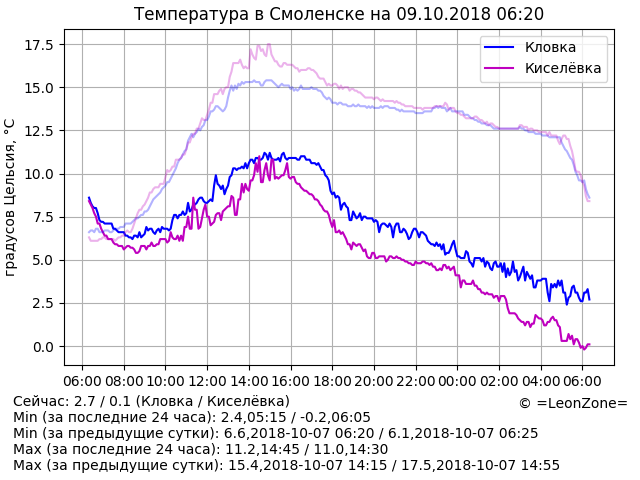 Температура в Смоленске на 09.10.2018 06:20
Кловка
Киселёвка
градусов Цельсия, °C
17.5
15.0
12.5
10.0
7.5
5.0
2.5
0.0
06:00 08:00 10:00 12:00 14:00 16:00 18:00 20:00 22:00 00:00 02:00 04:00 06:00
Сейчас: 2.7 / 0.1 (Кловка / Киселёвка)
© =LeonZone=
Min (за последние 24 часа): 2.4,05:15 / -0.2,06:05
Min (за предыдущие сутки): 6.6,2018-10-07 06:20 / 6.1,2018-10-07 06:25
Max (за последние 24 часа): 11.2,14:45 / 11.0,14:30
Max (за предыдущие сутки): 15.4,2018-10-07 14:15 / 17.5,2018-10-07 14:55